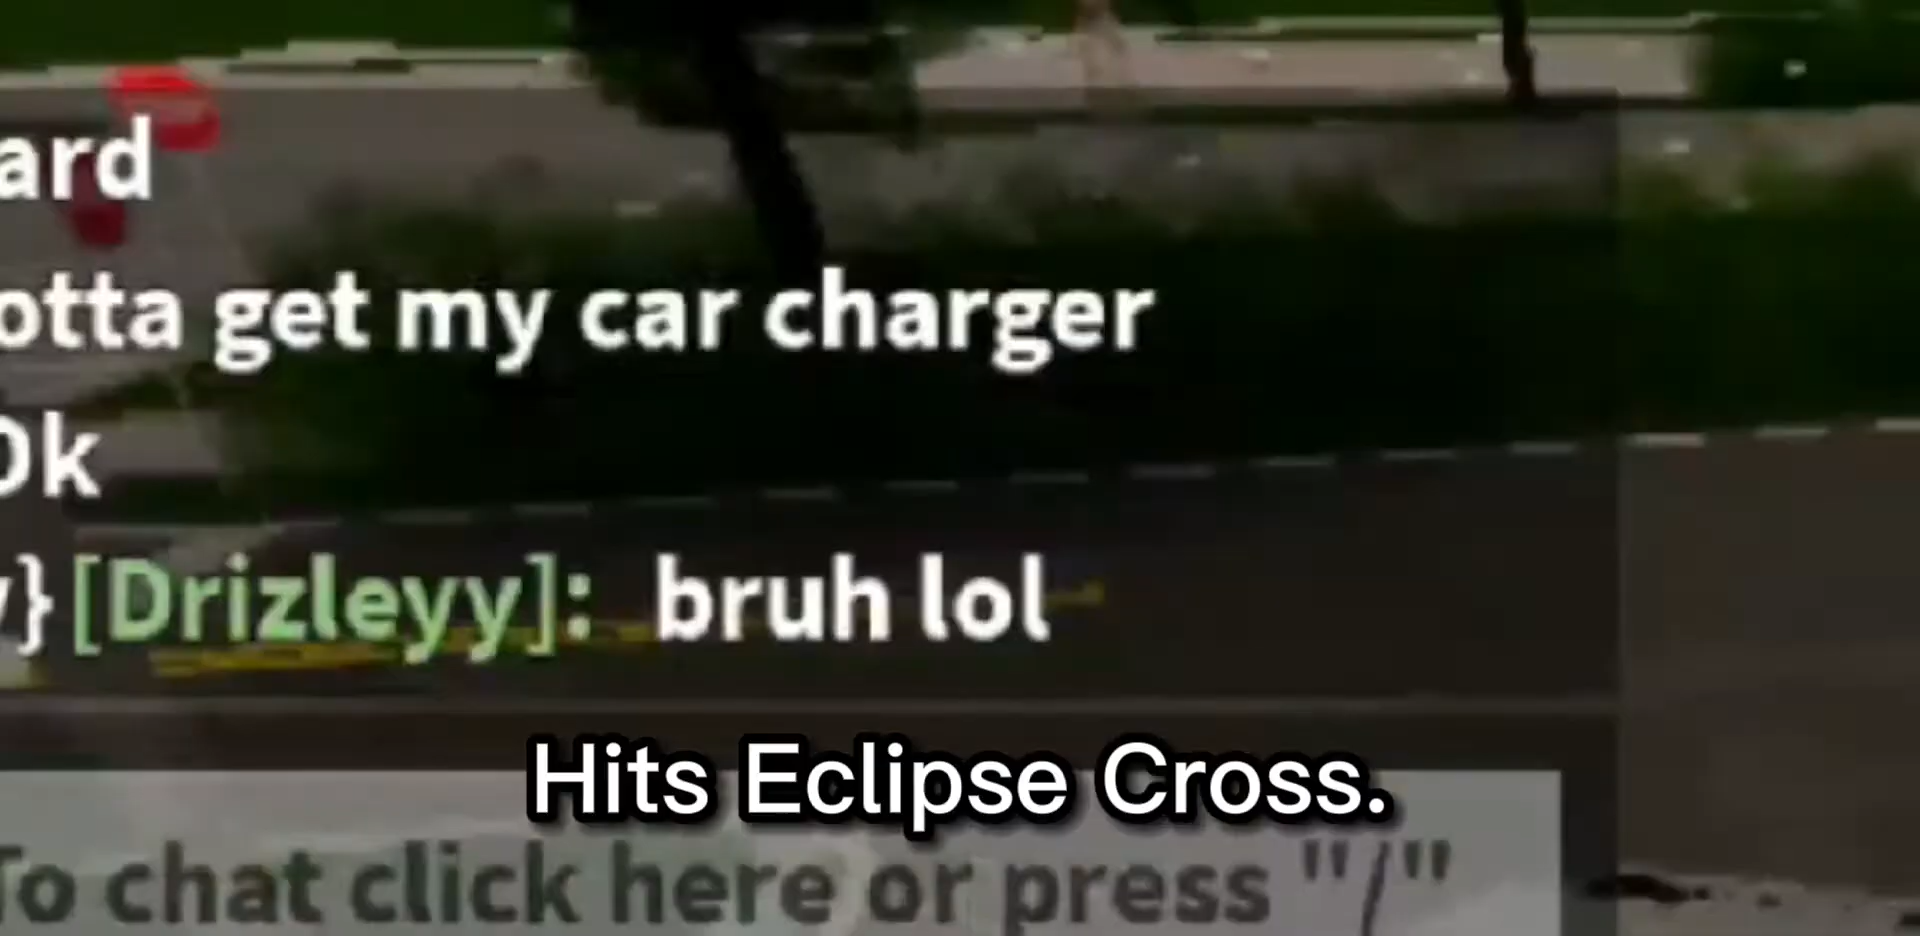 ard
otta get my car charger
Ok
y}[Drizleyy]: bruh lol
Hits Eclipse Cross.
To chat click here or press "/"